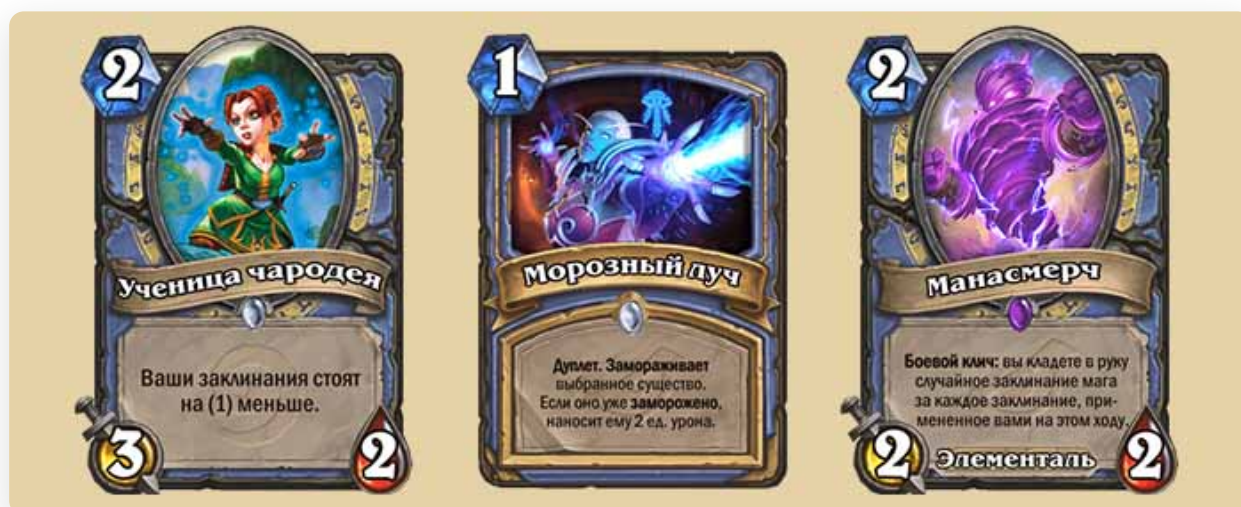 2
Ученица чародея
Ваши заклинания стоят
на (1) меньше.
3
2
1
Морозный луч
Дуплет. Замораживает
выбранное существо.
Если оно уже заморожено,
наносит ему 2 ед. урона.
2
Манасмерч
Боевой клич: вы кладете в руку
случайное заклинание мага
за каждое заклинание, при-
мененное вами на этом ходу.
2
Элементаль
2